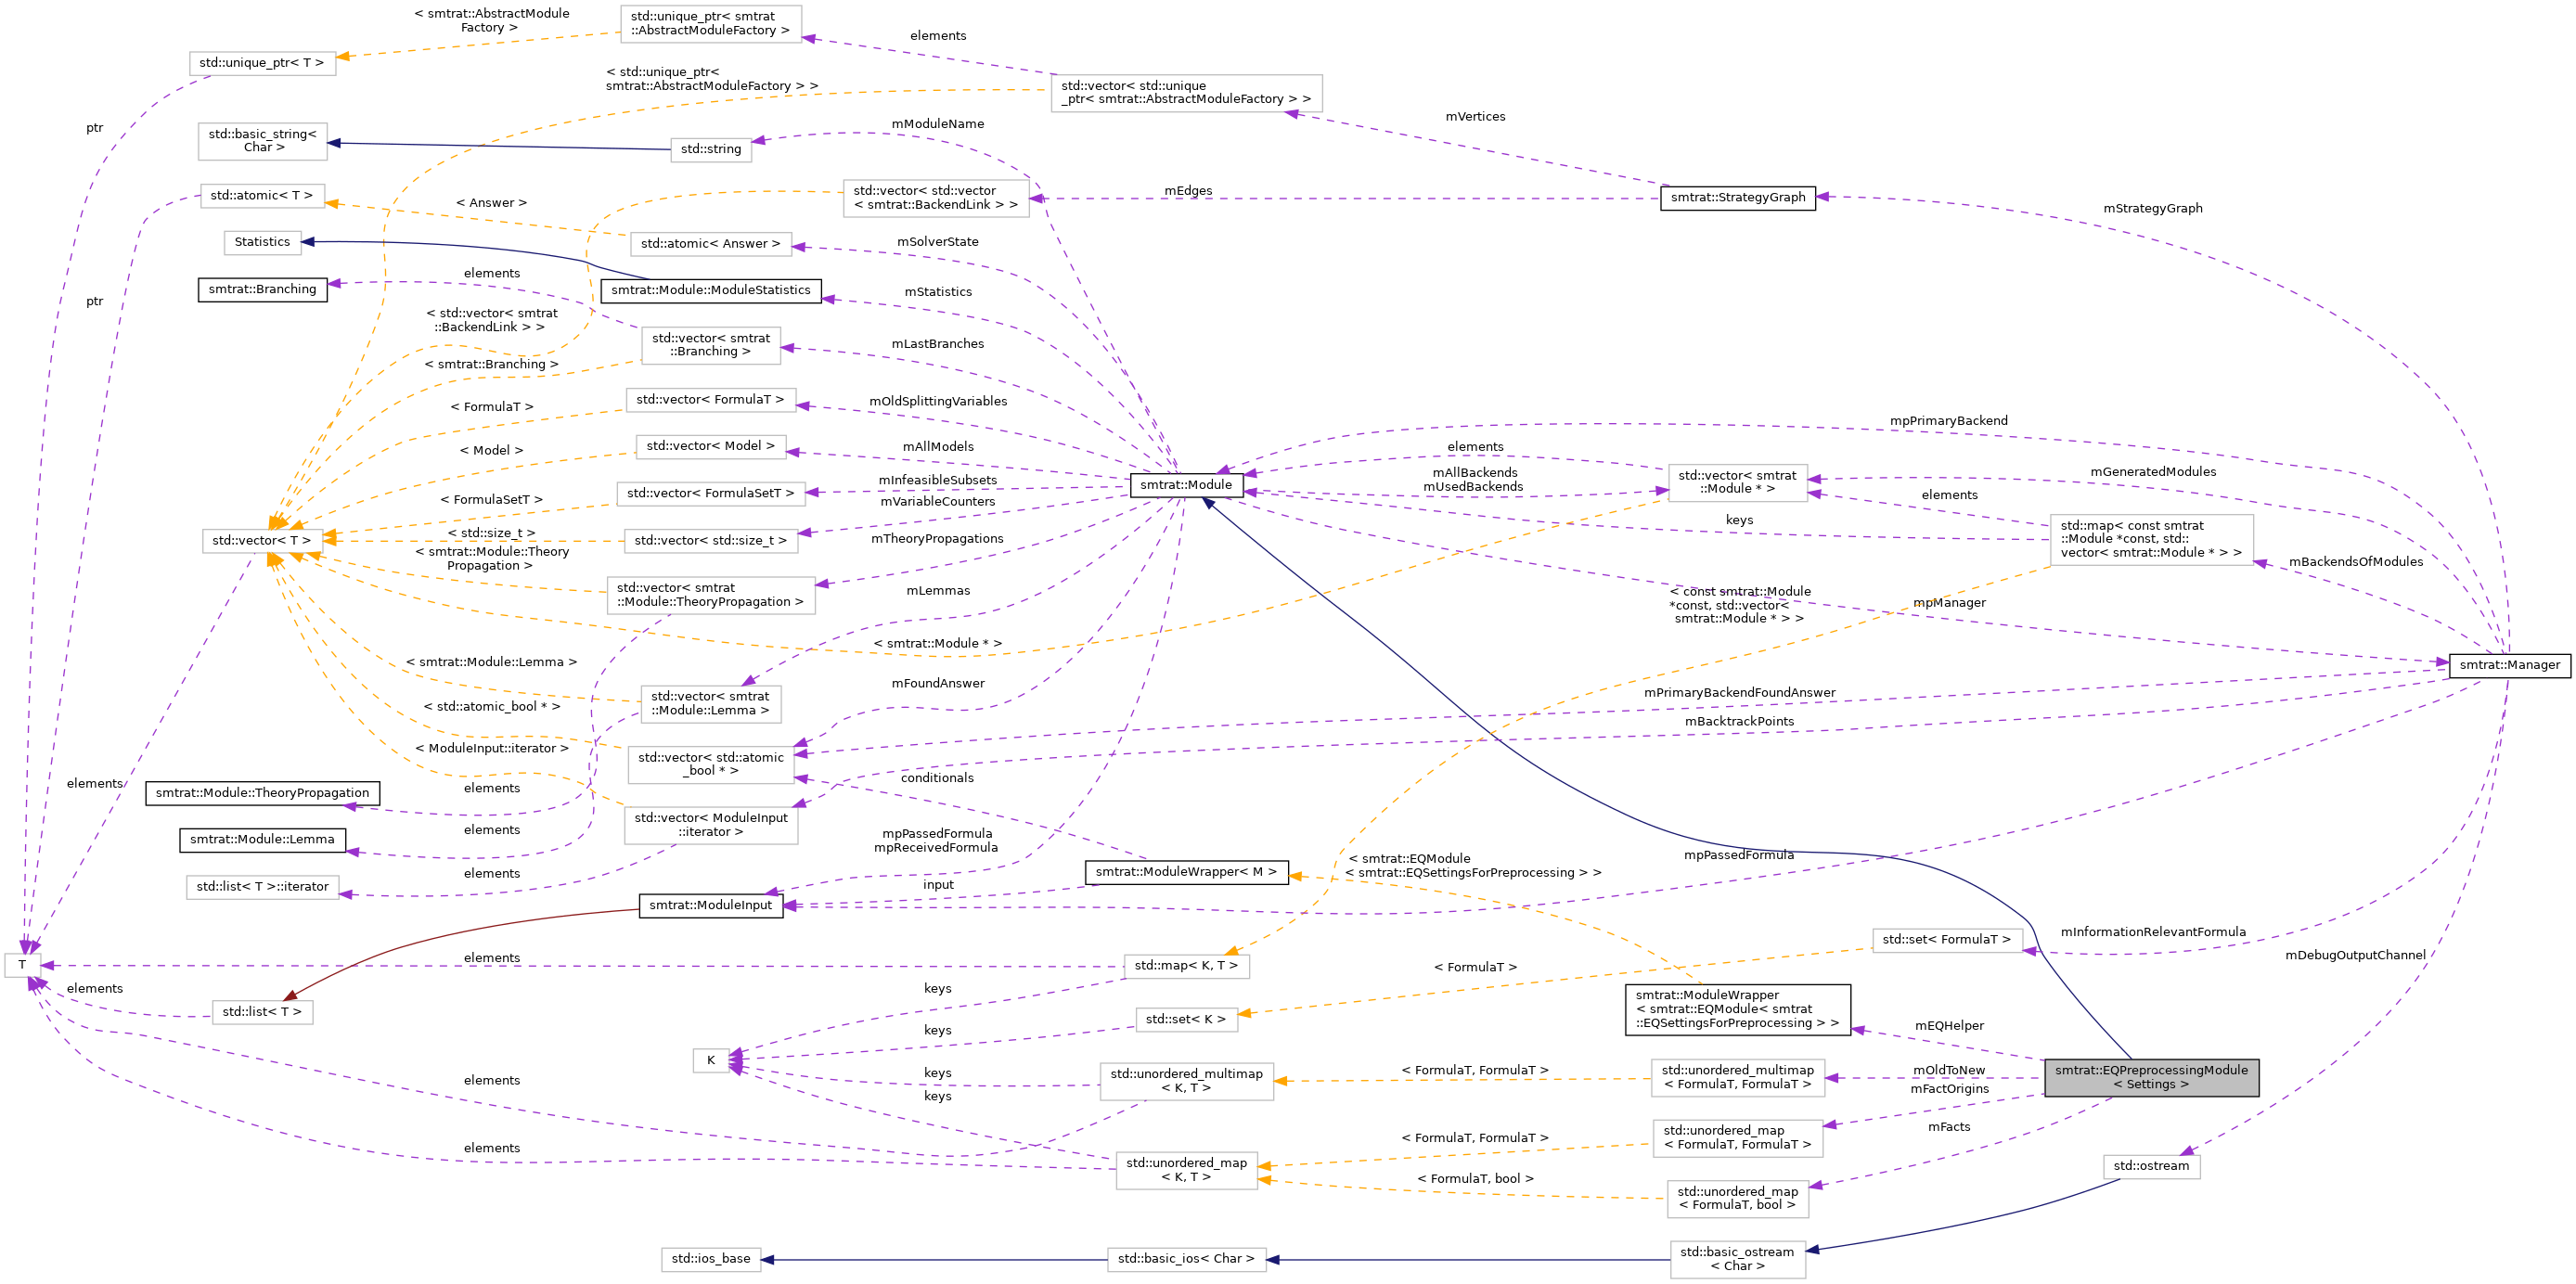 < smtrat::AbstractModule
Factory >
std::unique_ptr< smtrat
::AbstractModuleFactory >
elements
std::unique_ptr< T >
< std::unique_ptr<
smtrat::AbstractModuleFactory > >
std::vector< std::unique
_ptr< smtrat::AbstractModuleFactory > >
mVertices
ptr
std::basic_string<
Char >
std::string
mModuleName
std::atomic< T >
< Answer >
std::vector< std::vector
< smtrat::BackendLink > >
mEdges
smtrat::StrategyGraph
mStrategyGraph
Statistics
std::atomic< Answer >
mSolverState
elements
smtrat::Branching
smtrat::Module::ModuleStatistics
mStatistics
ptr
< std::vector< smtrat
::BackendLink > >
std::vector< smtrat
::Branching >
mLastBranches
< smtrat::Branching >
< FormulaT >
std::vector< FormulaT >
mOldSplittingVariables
mpPrimaryBackend
< Model >
std::vector< Model >
mAllModels
elements
mAllBackends
mUsedBackends
std::vector< smtrat
::Module * >
mGeneratedModules
smtrat::Module
< FormulaSetT >
std::vector< FormulaSetT >
mInfeasibleSubsets
mVariableCounters
elements
keys
std::map< const smtrat
::Module *const, std::
vector< smtrat::Module * > >
std::vector< T >
< std::size_t >
std::vector< std::size_t >
mTheoryPropagations
< smtrat::Module::Theory
Propagation >
std::vector< smtrat
::Module::TheoryPropagation >
mLemmas
mBackendsOfModules
< const smtrat::Module
*const, std::vector<
smtrat::Module * > >
mpManager
< smtrat::Module * >
smtrat::Manager
< smtrat::Module::Lemma >
std::vector< smtrat
::Module::Lemma >
mFoundAnswer
mPrimaryBackendFoundAnswer
< std::atomic_bool * >
mBacktrackPoints
< ModuleInput::iterator >
std::vector< std::atomic
_bool * >
conditionals
elements
smtrat::Module::TheoryPropagation
elements
std::vector< ModuleInput
::iterator >
smtrat::Module::Lemma
elements
mpPassedFormula
mpReceivedFormula
mpPassedFormula
< smtrat::EQModule
< smtrat::EQSettingsForPreprocessing > >
smtrat::ModuleWrapper< M >
std::list< T >::iterator
elements
input
smtrat::ModuleInput
std::set< FormulaT >
mInformationRelevantFormula
mDebugOutputChannel
T
elements
std::map< K, T >
< FormulaT >
elements
std::list< T >
keys
smtrat::ModuleWrapper
< smtrat::EQModule< smtrat
::EQSettingsForPreprocessing > >
mEQHelper
std::set< K >
keys
K
keys
std::unordered_multimap
< K, T >
< FormulaT, FormulaT >
std::unordered_multimap
< FormulaT, FormulaT >
mOldToNew
smtrat::EQPreprocessingModule
< Settings >
elements
keys
mFactOrigins
std::unordered_map
< FormulaT, FormulaT >
mFacts
< FormulaT, FormulaT >
elements
std::unordered_map
< K, T >
< FormulaT, bool >
std::unordered_map
< FormulaT, bool >
std::ostream
std::ios_base
std::basic_ios< Char >
std::basic_ostream
< Char >